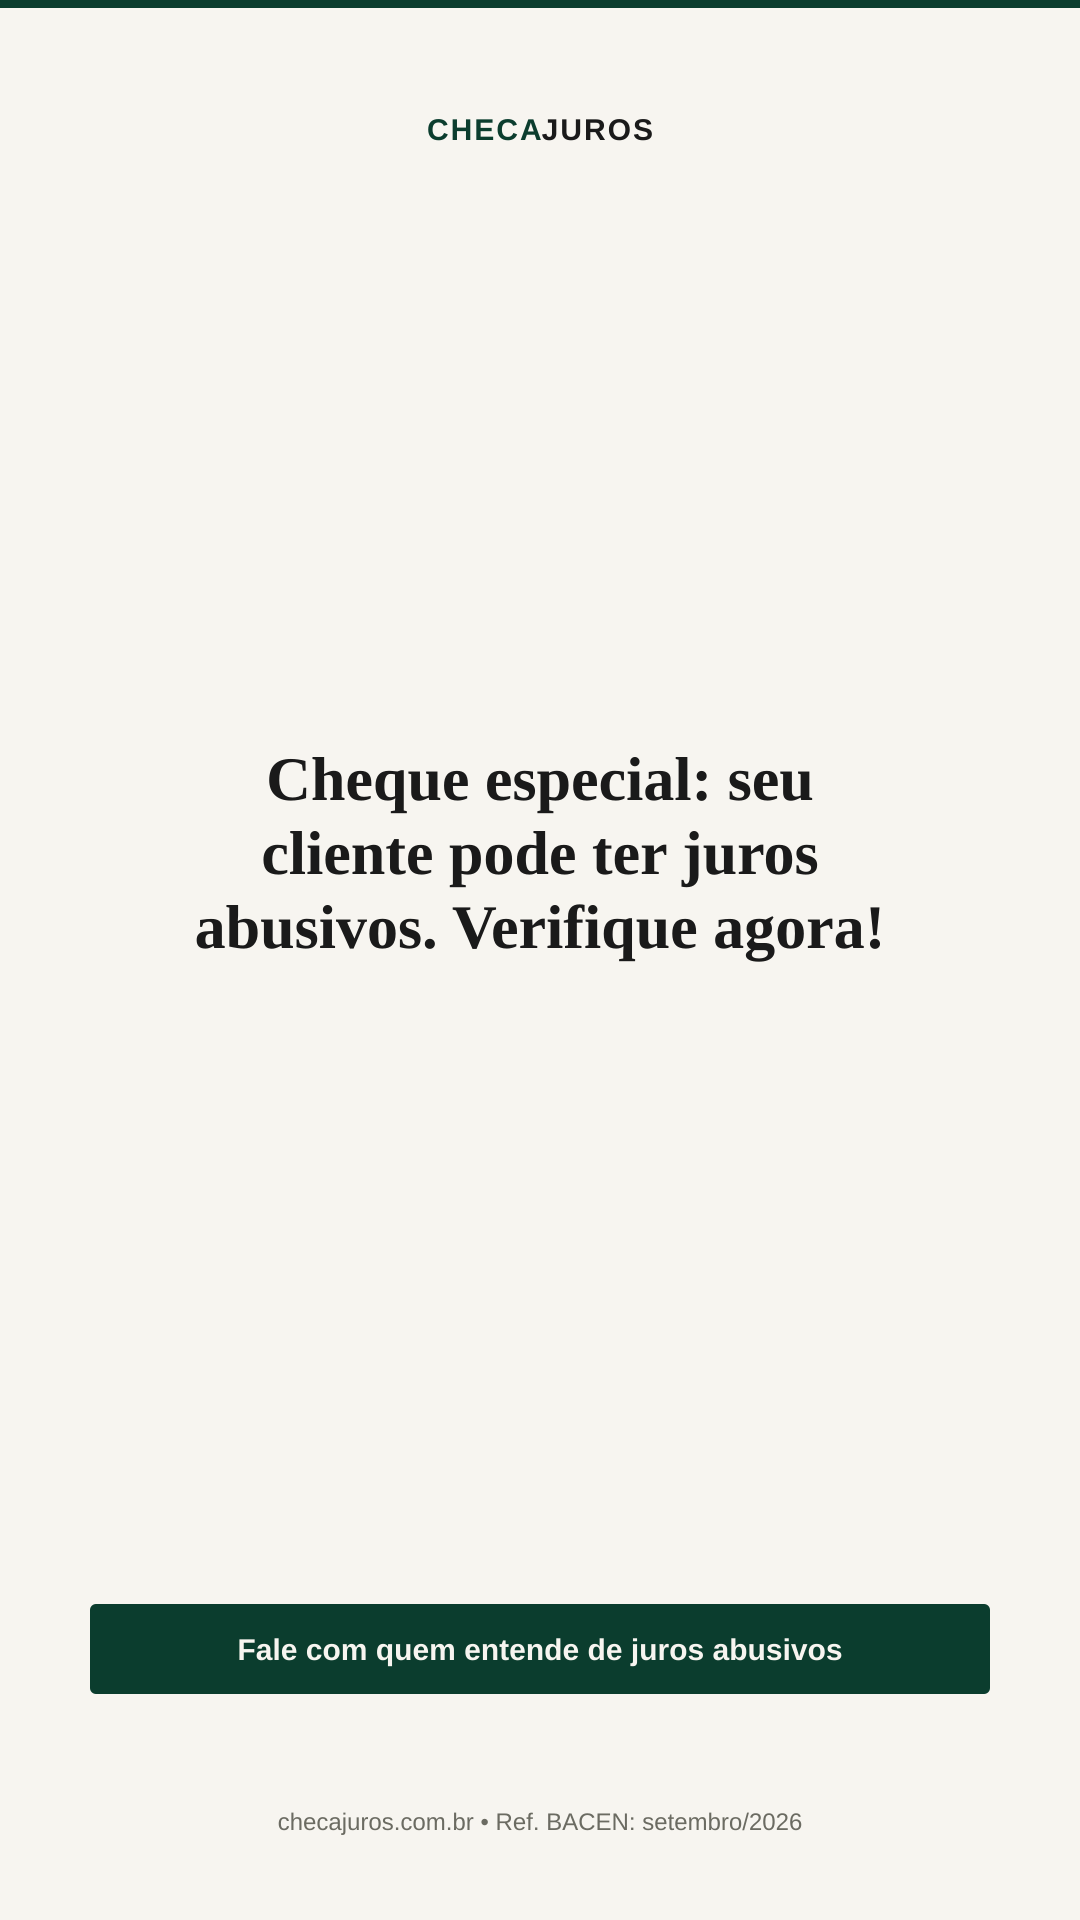 CHECAJUROS
Cheque especial: seu
cliente pode ter juros
abusivos. Verifique agora!
Fale com quem entende de juros abusivos
checajuros.com.br • Ref. BACEN: setembro/2026